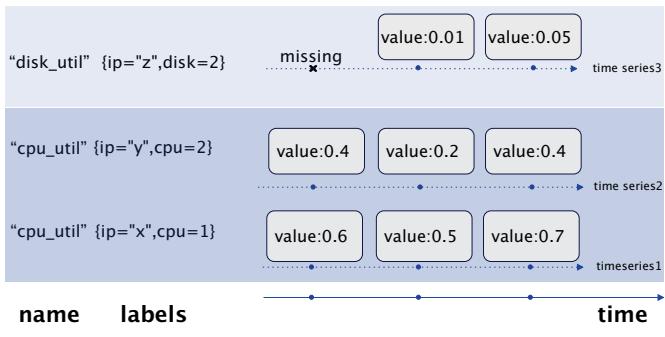 value:0.01 value:0.05
missing
“disk_util” {ip="z",disk=2}
time series3
“cpu_util” {ip="y",cpu=2} value:0.4 value:0.2 value:0.4
time series2
“cpu_util” {ip="x",cpu=1} value:0.6 value:0.5 value:0.7
timeseries1
name labels time